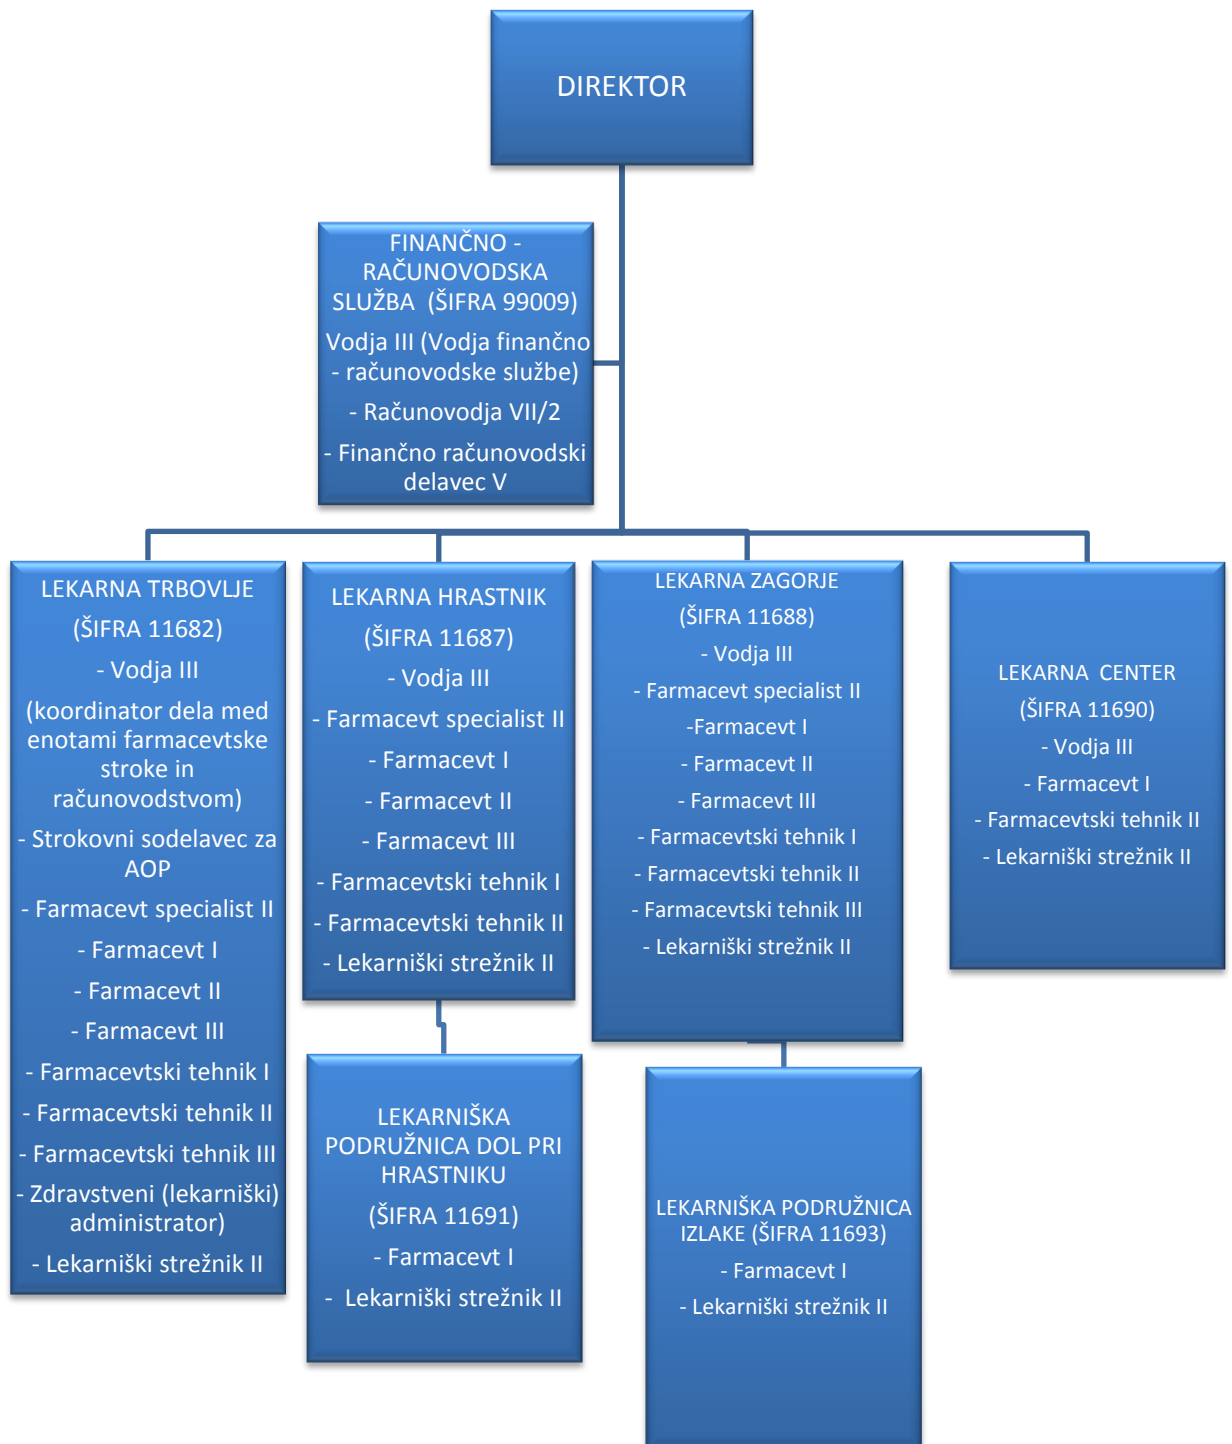 DIREKTOR
FINANČNO -
RAČUNOVODSKA
SLUŽBA  (ŠIFRA 99009)
Vodja III (Vodja finančno
- računovodske službe)
- Računovodja VII/2
- Finančno računovodski
delavec V
LEKARNA TRBOVLJE
(ŠIFRA 11682)
- Vodja III
(koordinator dela med
enotami farmacevtske
stroke in
računovodstvom)
- Strokovni sodelavec za
AOP
- Farmacevt specialist II
- Farmacevt I
- Farmacevt II
- Farmacevt III
- Farmacevtski tehnik I
- Farmacevtski tehnik II
- Farmacevtski tehnik III
- Zdravstveni (lekarniški)
administrator)
- Lekarniški strežnik II
LEKARNA HRASTNIK
(ŠIFRA 11687)
- Vodja III
- Farmacevt specialist II
- Farmacevt I
- Farmacevt II
- Farmacevt III
- Farmacevtski tehnik I
- Farmacevtski tehnik II
- Lekarniški strežnik II
LEKARNA ZAGORJE
(ŠIFRA 11688)
- Vodja III
- Farmacevt specialist II
-Farmacevt I
- Farmacevt II
- Farmacevt III
- Farmacevtski tehnik I
- Farmacevtski tehnik II
- Farmacevtski tehnik III
- Lekarniški strežnik II
LEKARNA  CENTER
(ŠIFRA 11690)
- Vodja III
- Farmacevt I
- Farmacevtski tehnik II
- Lekarniški strežnik II
LEKARNIŠKA
PODRUŽNICA DOL PRI
HRASTNIKU
(ŠIFRA 11691)
- Farmacevt I
-  Lekarniški strežnik II
LEKARNIŠKA PODRUŽNICA
IZLAKE (ŠIFRA 11693)
- Farmacevt I
- Lekarniški strežnik II